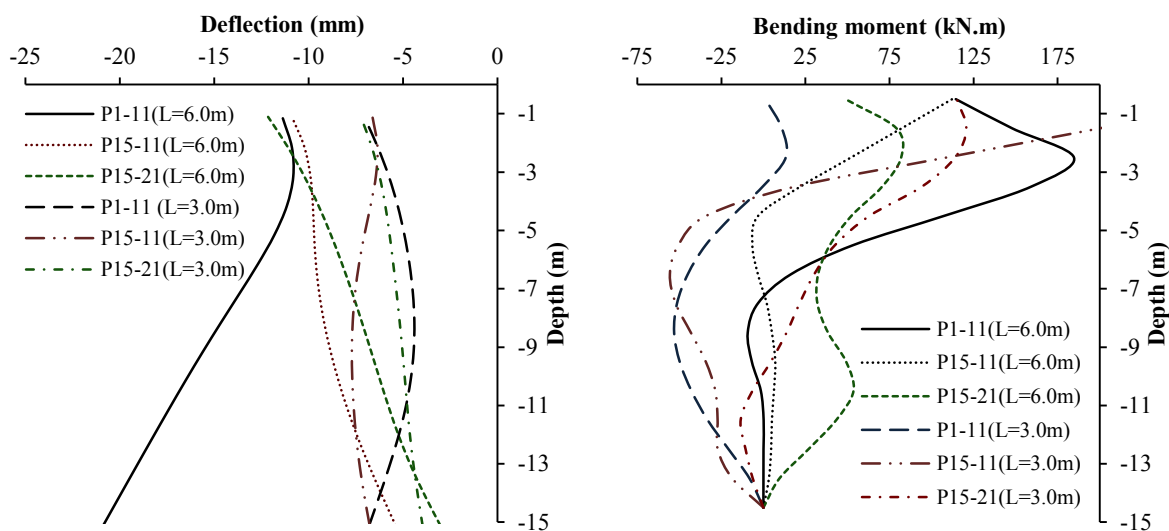 Deflection (mm)
-25 -20 -15 -10 -5 0
P1-11(L=6.0m)
P15-11(L=6.0m)
P15-21(L=6.0m)
P1-11 (L=3.0m)
P15-11(L=3.0m)
P15-21(L=3.0m)
-1
-3
-5
-7
-9
-11
-13
-15
Depth (m)
Bending moment (kN.m)
-75 -25 25 75 125 175
P1-11(L=6.0m)
P15-11(L=6.0m)
P15-21(L=6.0m)
P1-11(L=3.0m)
P15-11(L=3.0m)
P15-21(L=3.0m)
-1
-3
-5
-7
-9
-11
-13
-15
Depth (m)